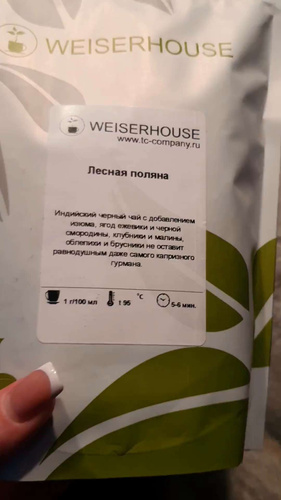 WEISERHOUSE
WEISERHOUSE
www.tc-company.ru
Лесная поляна
Индийский черный чай с добавлением
изюма, ягод ежевики и черной
смородины, клубники и малины,
облепихи и брусники не оставит
равнодушным даже самого капризного
гурмана.
1 г/100 мл t 95 °C 5-6 мин.